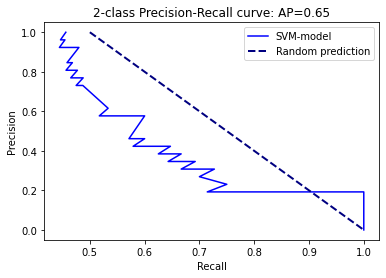 2-class Precision-Recall curve: AP=0.65
SVM-model
Random prediction
Precision
1.0
0.8
0.6
0.4
0.2
0.0
0.5 0.6 0.7 0.8 0.9 1.0
Recall